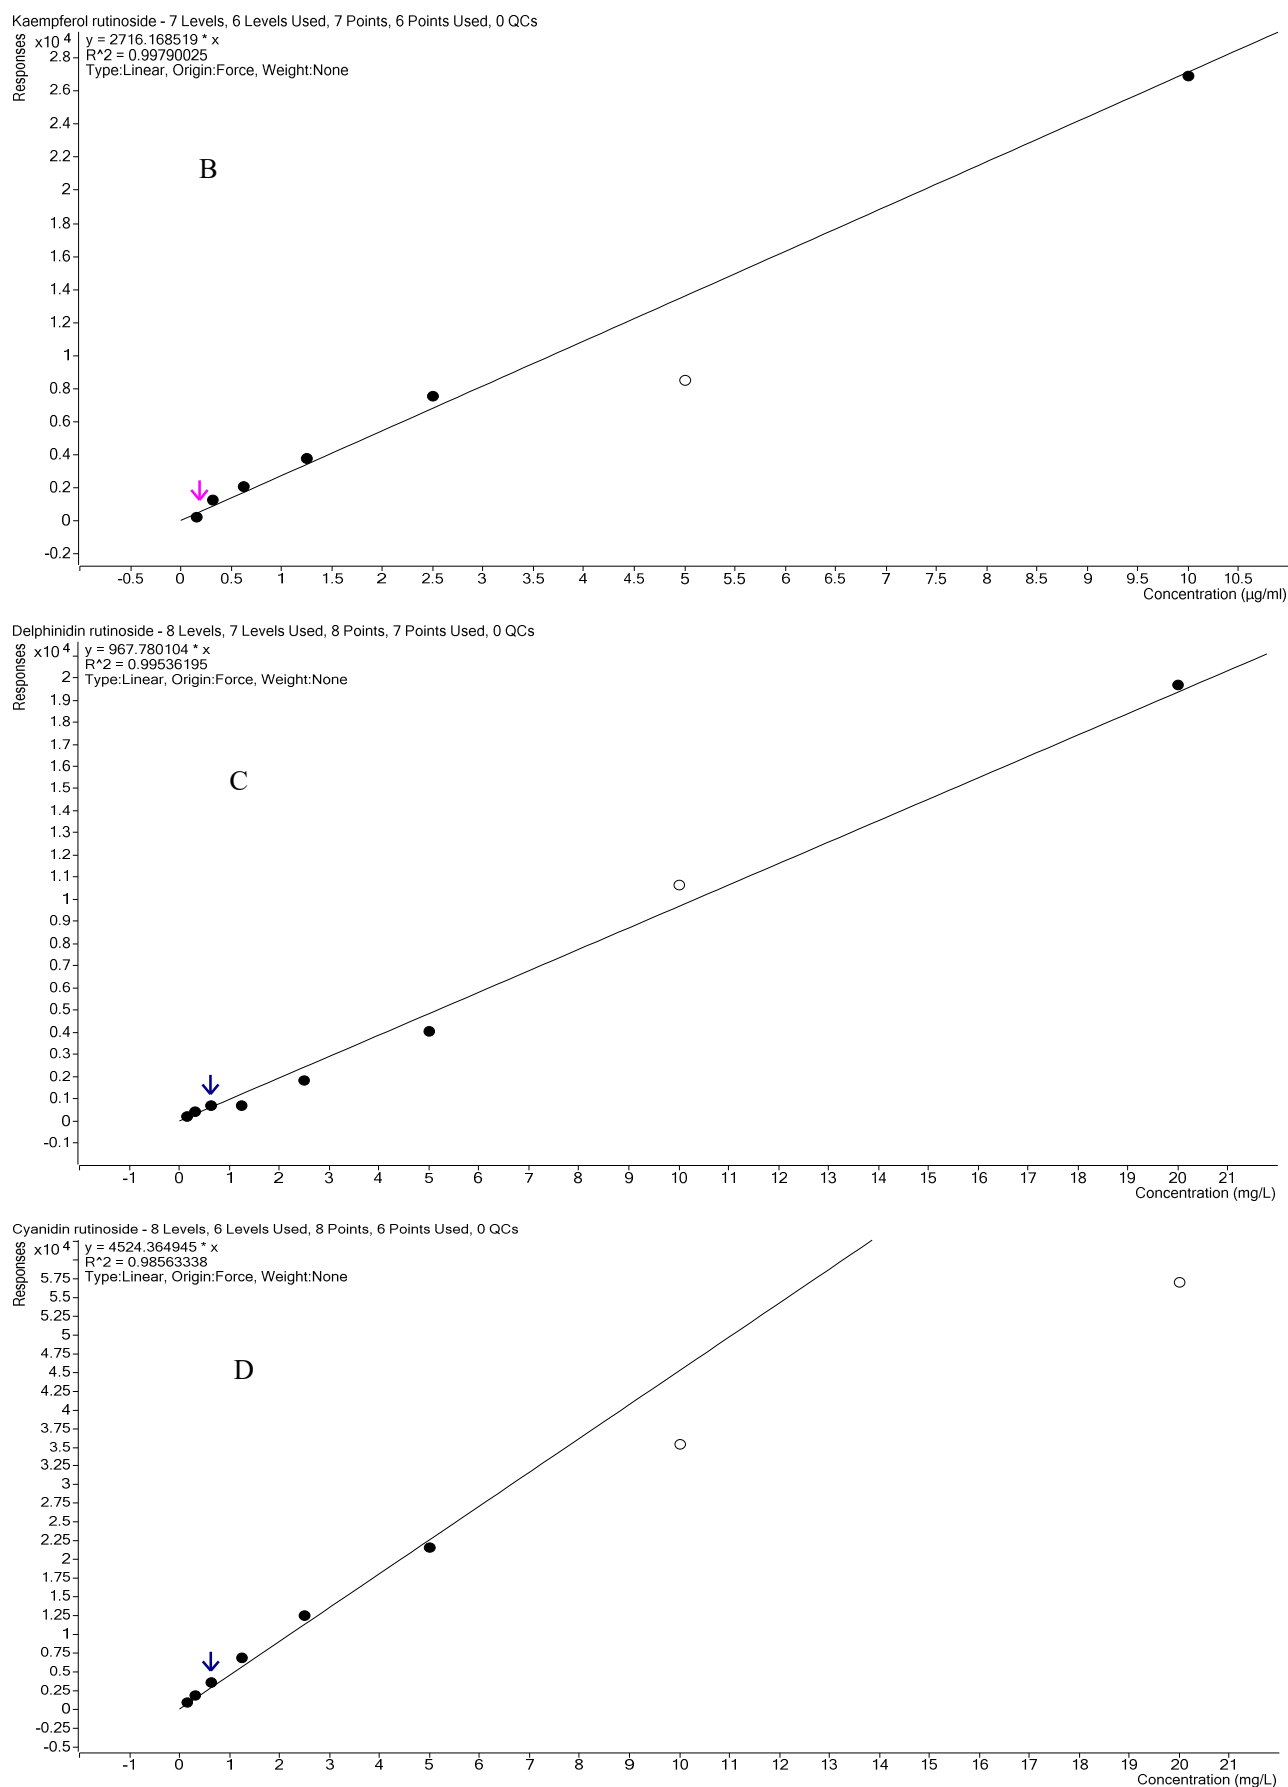 Kaempferol rutinoside - 7 Levels, 6 Levels Used, 7 Points, 6 Points Used, 0 QCs
Responses
x10 4
y = 2716.168519 * x
R^2 = 0.99790025
Type:Linear, Origin:Force, Weight:None
2.8
2.6
2.4
2.2
2
1.8
1.6
1.4
1.2
1
0.8
0.6
0.4
0.2
0
-0.2
B
-0.5 0 0.5 1 1.5 2 2.5 3 3.5 4 4.5 5 5.5 6 6.5 7 7.5 8 8.5 9 9.5 10 10.5
Concentration (µg/ml)
Delphinidin rutinoside - 8 Levels, 7 Levels Used, 8 Points, 7 Points Used, 0 QCs
Responses
x10 4
y = 967.780104 * x
R^2 = 0.99536195
Type:Linear, Origin:Force, Weight:None
2
1.9
1.8
1.7
1.6
1.5
1.4
1.3
1.2
1.1
1
0.9
0.8
0.7
0.6
0.5
0.4
0.3
0.2
0.1
0
-0.1
C
-1 0 1 2 3 4 5 6 7 8 9 10 11 12 13 14 15 16 17 18 19 20 21
Concentration (mg/L)
Cyanidin rutinoside - 8 Levels, 6 Levels Used, 8 Points, 6 Points Used, 0 QCs
Responses
x10 4
y = 4524.364945 * x
R^2 = 0.98563338
Type:Linear, Origin:Force, Weight:None
5.75
5.5
5.25
5
4.75
4.5
4.25
4
3.75
3.5
3.25
3
2.75
2.5
2.25
2
1.75
1.5
1.25
1
0.75
0.5
0.25
0
-0.25
-0.5
D
-1 0 1 2 3 4 5 6 7 8 9 10 11 12 13 14 15 16 17 18 19 20 21
Concentration (mg/L)